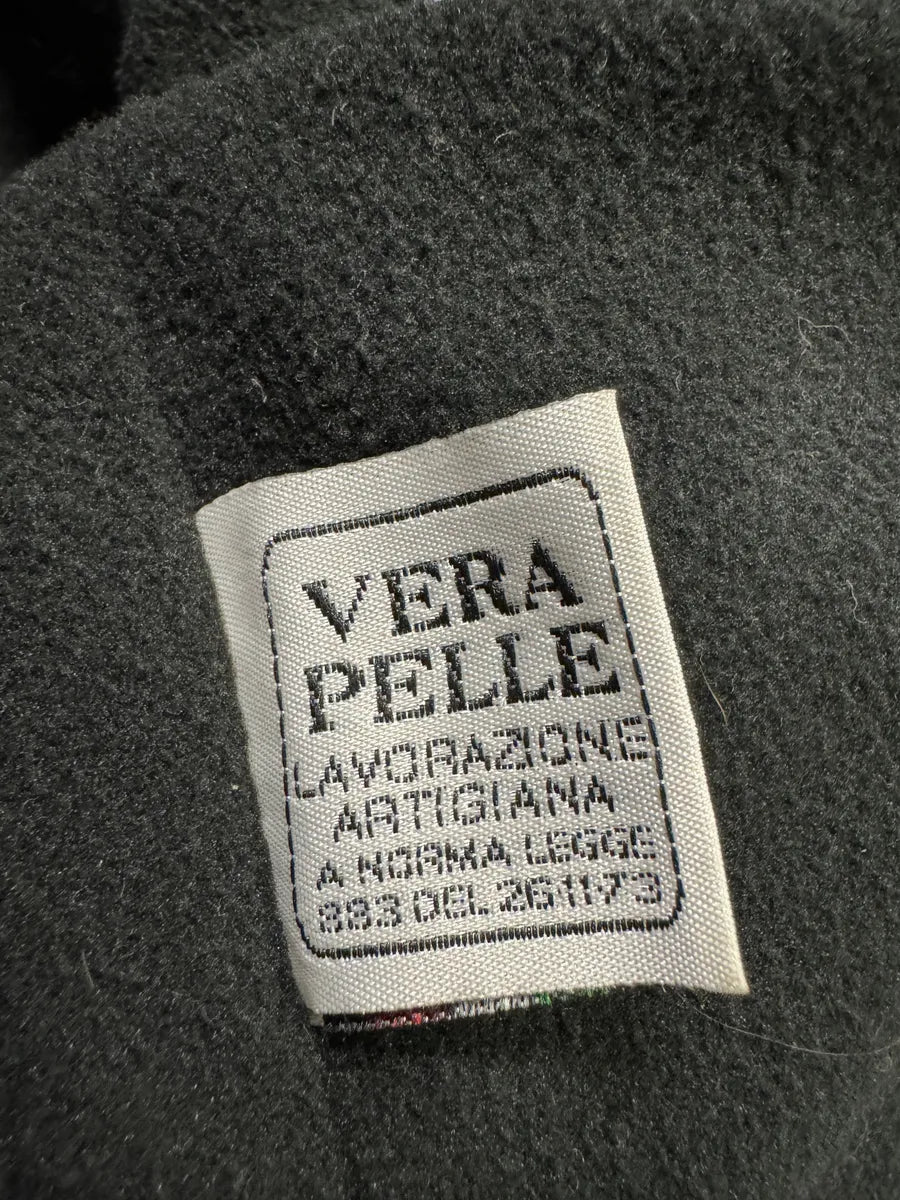 VERA
PELLE
LAVORAZIONE
ARTIGIANA
A NORMA LEGGE
883 DEL 26·11·73